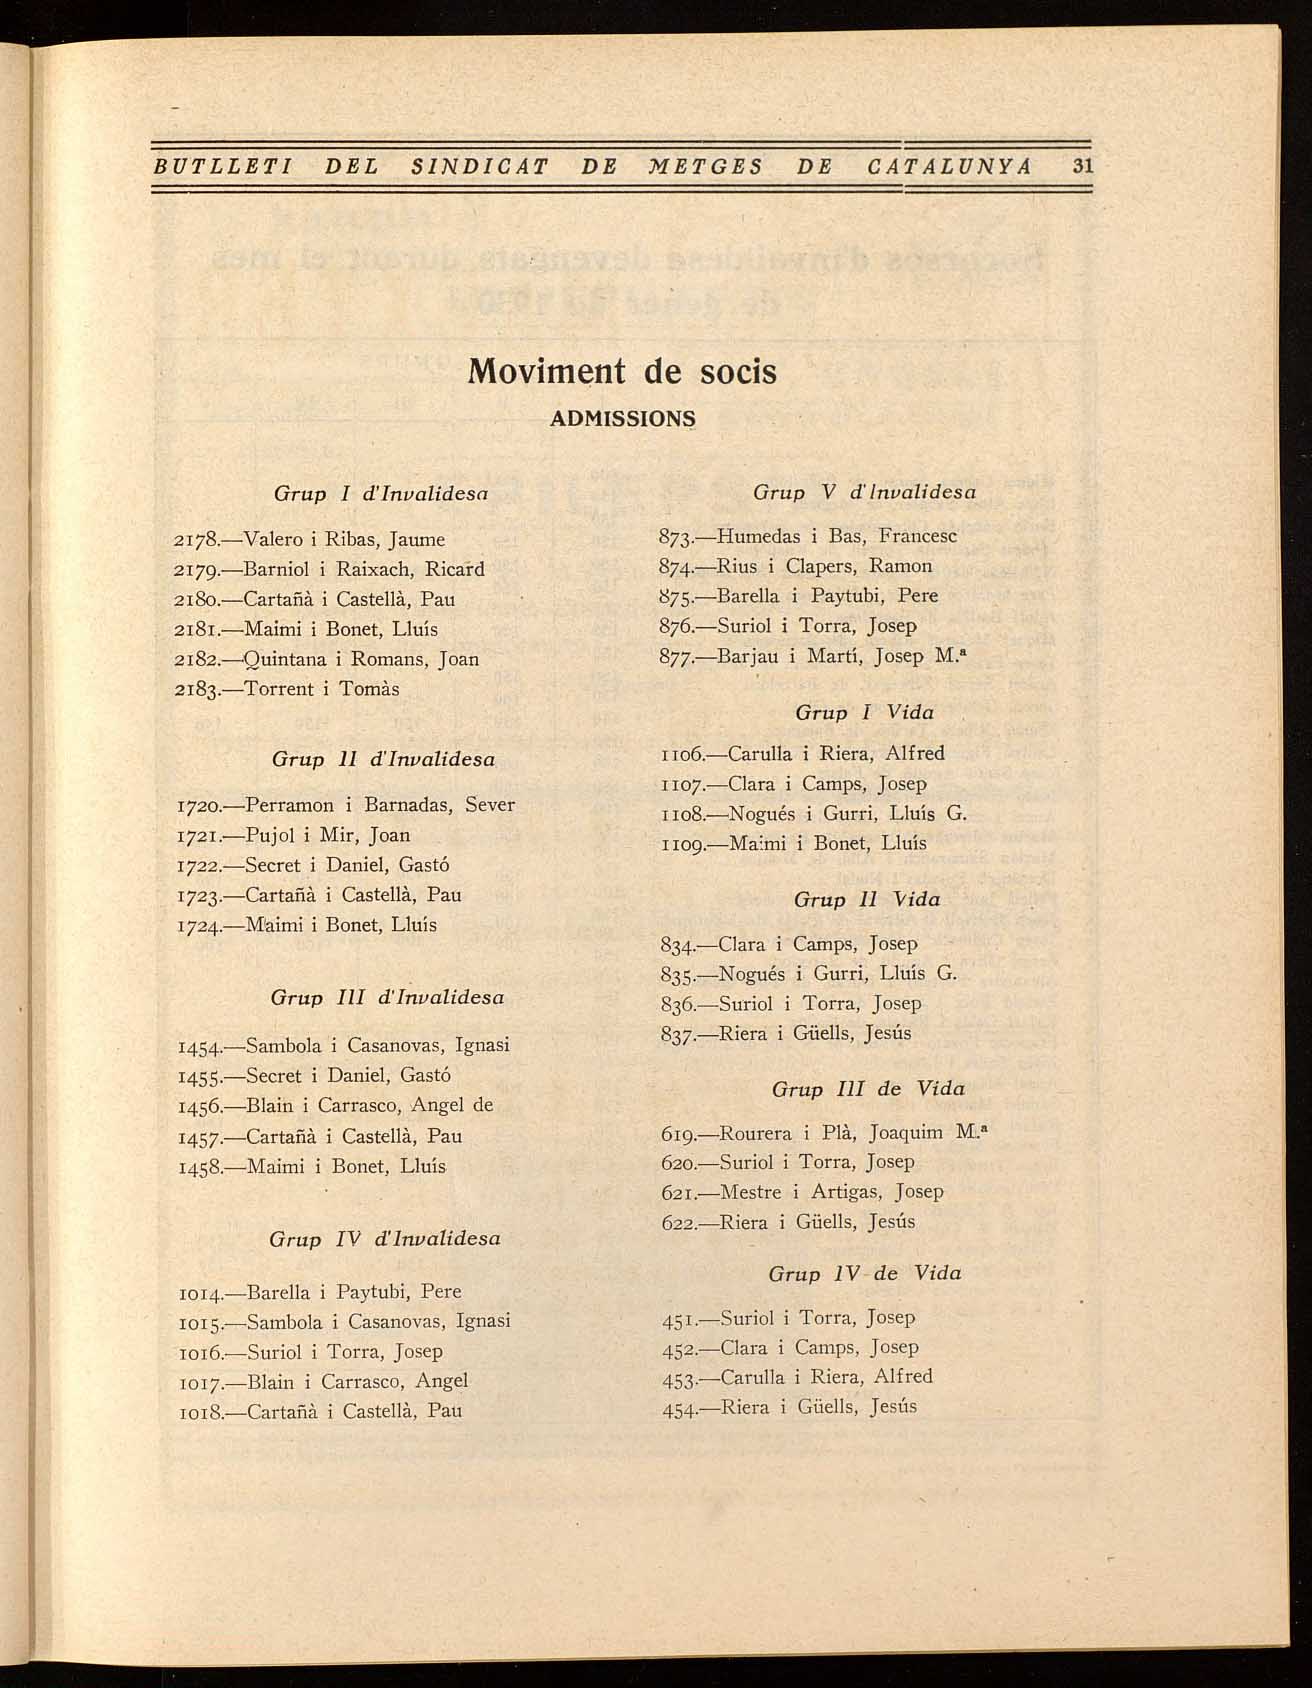 BUTLLETI DEL SINDICAT DE METGES DE CATALUNYA 31
Moviment de socis
ADMISSIONS
Grup I d'Invalidesa
2178.—Valero i Ribas, Jaume
2179.—Barniol i Raixach, Ricard
2180.—Cartañà i Castellà, Pau
2181.—Maimi i Bonet, Lluís
2182.—Quintana i Romans, Joan
2183.—Torrent i Tomàs
Grup II d'Invalidesa
1720.—Perramon i Barnadas, Sever
1721.—Pujol i Mir, Joan
1722.—Secret i Daniel, Gastó
1723.—Cartañà i Castellà, Pau
1724.—Maimi i Bonet, Lluís
Grup III d'Invalidesa
1454.—Sambola i Casanovas, Ignasi
1455.—Secret i Daniel, Gastó
1456.—Blain i Carrasco, Angel de
1457.—Cartañà i Castellà, Pau
1458.—Maimi i Bonet, Lluís
Grup IV d'Invalidesa
1014.—Barella i Paytubi, Pere
1015.—Sambola i Casanovas, Ignasi
1016.—Suriol i Torra, Josep
1017.—Blain i Carrasco, Angel
1018.—Cartañà i Castellà, Pau
Grup V d'Invalidesa
873.—Humedas i Bas, Francesc
874.—Rius i Clapers, Ramon
875.—Barella i Paytubi, Pere
876.—Suriol i Torra, Josep
877.—Barjau i Martí, Josep M.ª
Grup I Vida
1106.—Carulla i Riera, Alfred
1107.—Clara i Camps, Josep
1108.—Nogués i Gurri, Lluís G.
1109.—Maimi i Bonet, Lluís
Grup II Vida
834.—Clara i Camps, Josep
835.—Nogués i Gurri, Lluís G.
836.—Suriol i Torra, Josep
837.—Riera i Güells, Jesús
Grup III de Vida
619.—Rourera i Plà, Joaquim M.ª
620.—Suriol i Torra, Josep
621.—Mestre i Artigas, Josep
622.—Riera i Güells, Jesús
Grup IV de Vida
451.—Suriol i Torra, Josep
452.—Clara i Camps, Josep
453.—Carulla i Riera, Alfred
454.—Riera i Güells, Jesús